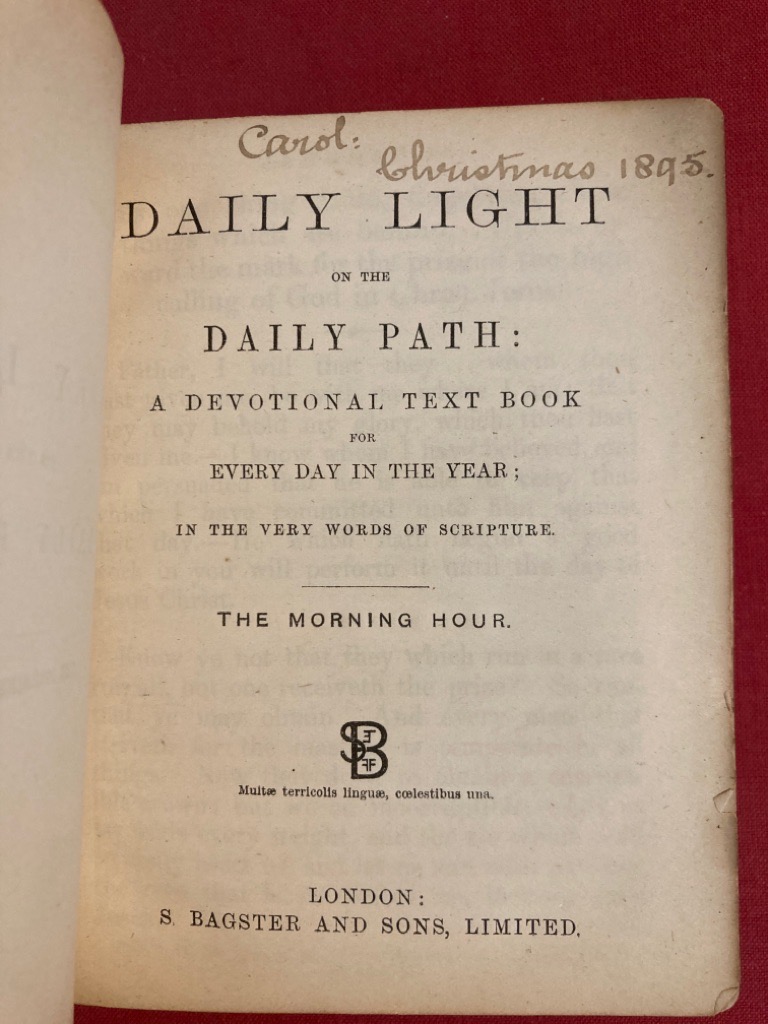 Carol:
Christmas 1895.
DAILY LIGHT
ON THE
DAILY PATH:
A DEVOTIONAL TEXT BOOK
FOR
EVERY DAY IN THE YEAR;
IN THE VERY WORDS OF SCRIPTURE.
THE MORNING HOUR.
SB
Multæ terricolis linguæ, cœlestibus una.
LONDON:
S. BAGSTER AND SONS, LIMITED.